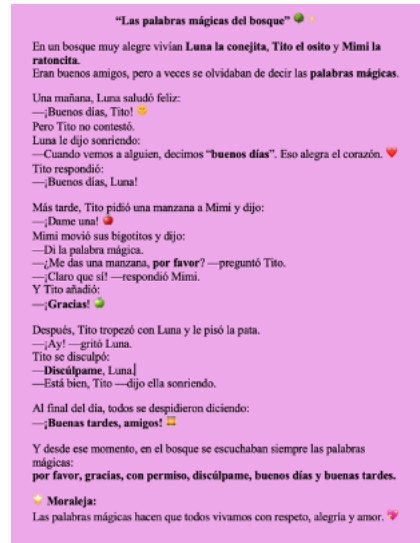 “Las palabras mágicas del bosque” 🌳✨
En un bosque muy alegre vivían Luna la conejita, Tito el osito y Mimi la
ratoncita.
Eran buenos amigos, pero a veces se olvidaban de decir las palabras mágicas.
Una mañana, Luna saludó feliz:
—¡Buenos días, Tito! 🌞
Pero Tito no contestó.
Luna le dijo sonriendo:
—Cuando vemos a alguien, decimos “buenos días”. Eso alegra el corazón. ❤️
Tito respondió:
—¡Buenos días, Luna!
Más tarde, Tito pidió una manzana a Mimi y dijo:
—¡Dame una! 🍎
Mimi movió sus bigotitos y dijo:
—Di la palabra mágica.
—¿Me das una manzana, por favor? —preguntó Tito.
—¡Claro que sí! —respondió Mimi.
Y Tito añadió:
—¡Gracias! 🍏
Después, Tito tropezó con Luna y le pisó la pata.
—¡Ay! —gritó Luna.
Tito se disculpó:
—Discúlpame, Luna.
—Está bien, Tito —dijo ella sonriendo.
Al final del día, todos se despidieron diciendo:
—¡Buenas tardes, amigos! 🌅
Y desde ese momento, en el bosque se escuchaban siempre las palabras
mágicas:
por favor, gracias, con permiso, discúlpame, buenos días y buenas tardes.
🌟 Moraleja:
Las palabras mágicas hacen que todos vivamos con respeto, alegría y amor. 💖